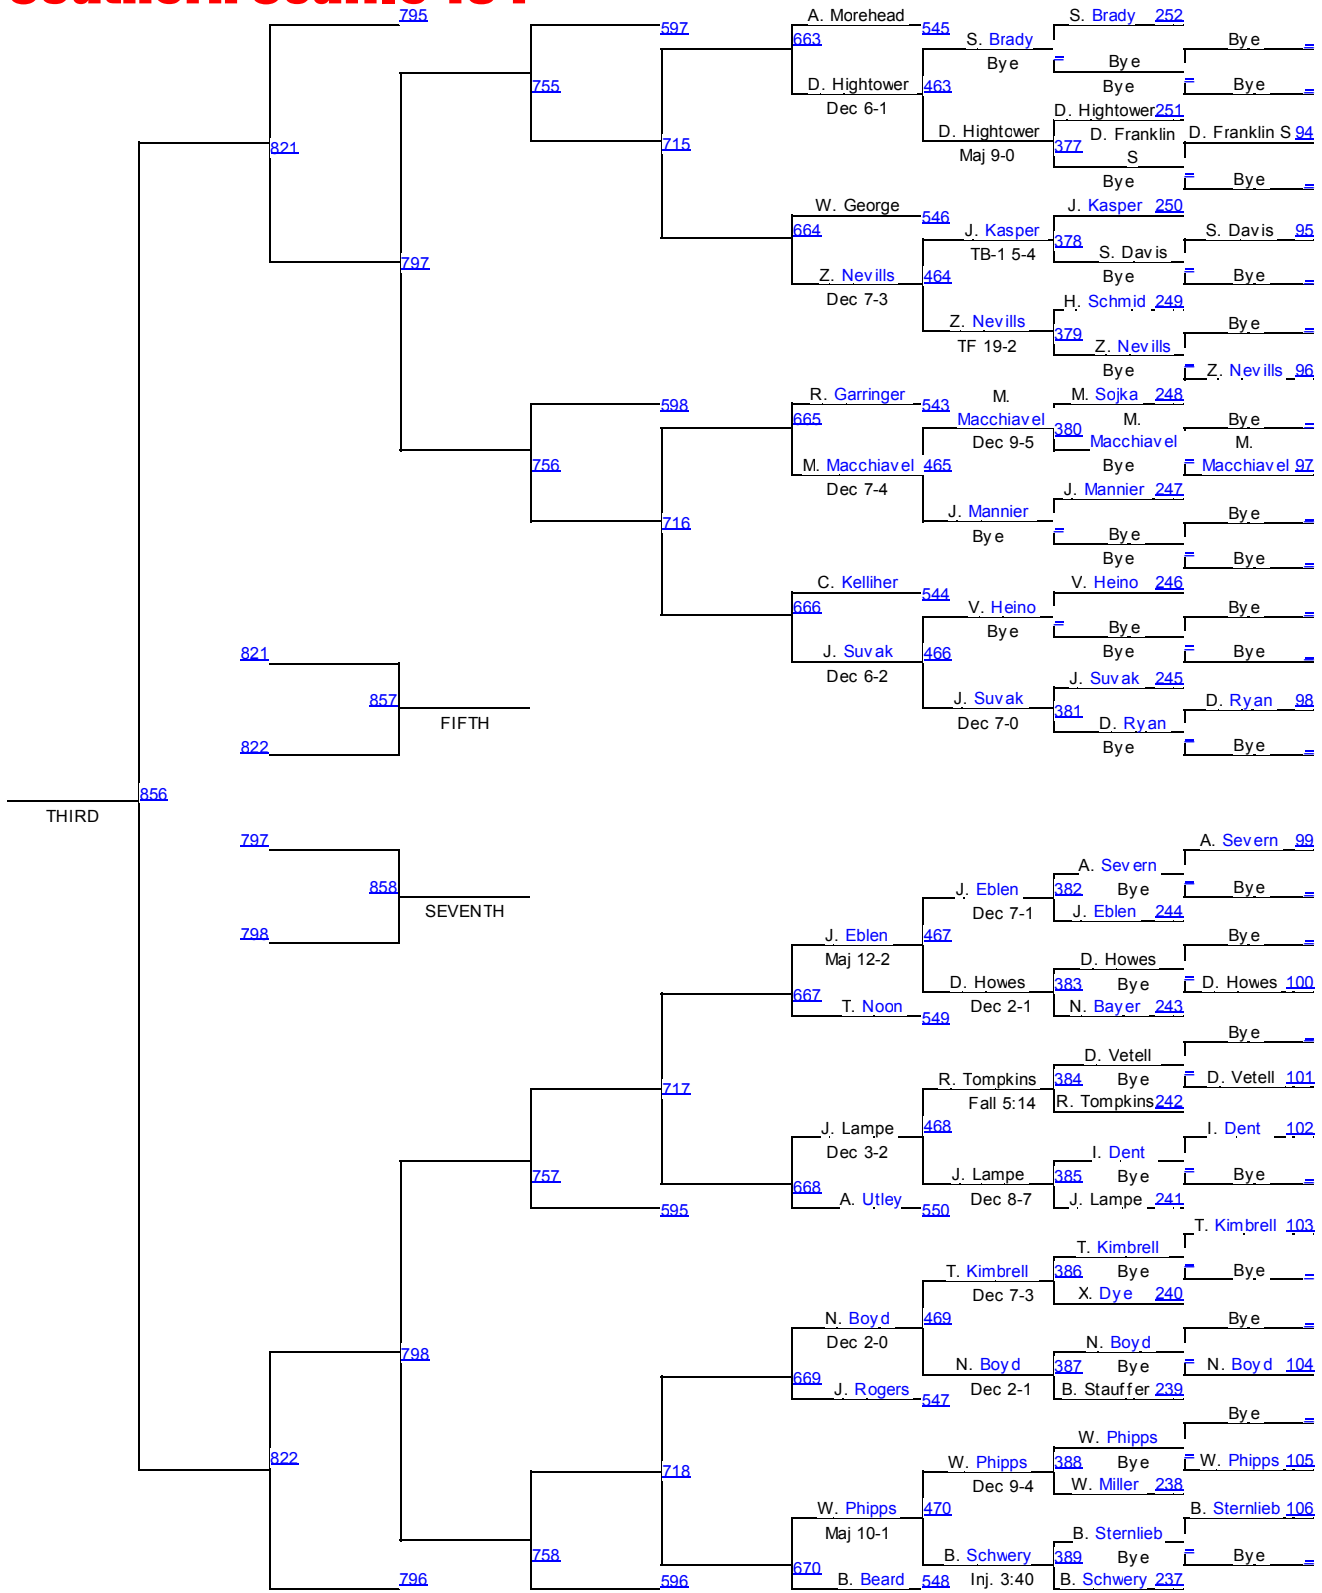 795
597
A. Morehead
545
S. Brady 252
663
S. Brady
Bye
Bye
Bye
755
D. Hightower 463
Bye
Bye
Dec 6-1
D. Hightower 251
821
715
D. Hightower
377
D. Franklin S
D. Franklin S 94
Maj 9-0
Bye
Bye
W. George
546
J. Kasper 250
664
J. Kasper
378
S. Davis 95
TB-1 5-4
S. Davis
797
Z. Nevills
464
Bye
Bye
Dec 7-3
H. Schmid 249
Z. Nevills
379
Bye
TF 19-2
Z. Nevills
Bye
Z. Nevills 96
598
R. Garringer
543
M. Macchiavel
M. Sojka 248
665
380
M. Macchiavel
Bye
Dec 9-5
M. Macchiavel 97
756
M. Macchiavel 465
Bye
Dec 7-4
J. Mannier 247
716
J. Mannier
Bye
Bye
Bye
Bye
Bye
C. Kelliher
544
V. Heino 246
666
V. Heino
Bye
Bye
Bye
821
J. Suvak
466
Bye
Bye
Dec 6-2
J. Suvak 245
857
J. Suvak
381
D. Ryan 98
FIFTH
Dec 7-0
D. Ryan
822
Bye
Bye
856
THIRD
797
A. Severn 99
A. Severn
858
J. Eblen
382
Bye
Bye
SEVENTH
Dec 7-1
J. Eblen 244
798
J. Eblen
467
Bye
Maj 12-2
D. Howes
667
D. Howes
383
Bye
D. Howes 100
T. Noon
549
Dec 2-1
N. Bayer 243
Bye
D. Vetell
717
R. Tompkins
384
Bye
D. Vetell 101
Fall 5:14
R. Tompkins 242
J. Lampe
468
I. Dent 102
Dec 3-2
I. Dent
757
668
J. Lampe
385
Bye
Bye
595
A. Utley
550
Dec 8-7
J. Lampe 241
T. Kimbrell 103
T. Kimbrell
T. Kimbrell
386
Bye
Bye
Dec 7-3
X. Dye 240
N. Boyd
469
Bye
798
Dec 2-0
N. Boyd
669
N. Boyd
387
Bye
N. Boyd 104
J. Rogers
547
Dec 2-1
B. Stauffer 239
Bye
W. Phipps
822
718
W. Phipps
388
Bye
W. Phipps 105
Dec 9-4
W. Miller 238
W. Phipps
470
B. Sternlieb 106
Maj 10-1
B. Sternlieb
758
670
B. Schwery
389
Bye
Bye
796
596
B. Beard
548
Inj. 3:40
B. Schwery 237